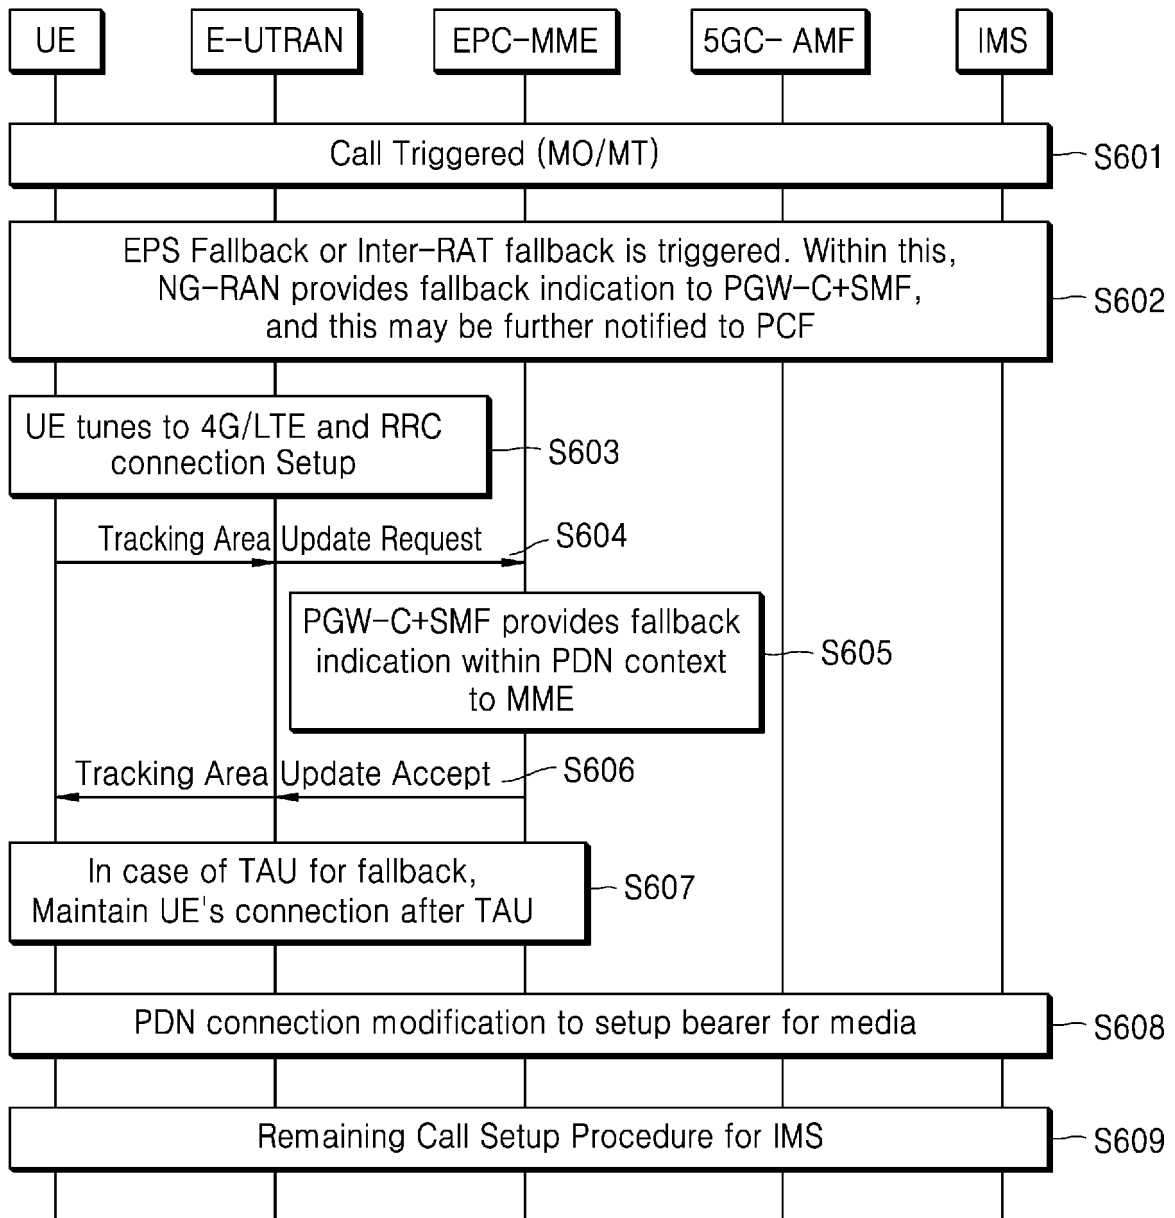 UE
E-UTRAN
EPC-MME
5GC- AMF
IMS
Call Triggered (MO/MT)
S601
EPS Fallback or Inter-RAT fallback is triggered. Within this,
NG-RAN provides fallback indication to PGW-C+SMF,
and this may be further notified to PCF
S602
UE tunes to 4G/LTE and RRC
connection Setup
S603
Tracking Area Update Request
S604
PGW-C+SMF provides fallback
indication within PDN context
to MME
S605
Tracking Area Update Accept
S606
In case of TAU for fallback,
Maintain UE's connection after TAU
S607
PDN connection modification to setup bearer for media
S608
Remaining Call Setup Procedure for IMS
S609